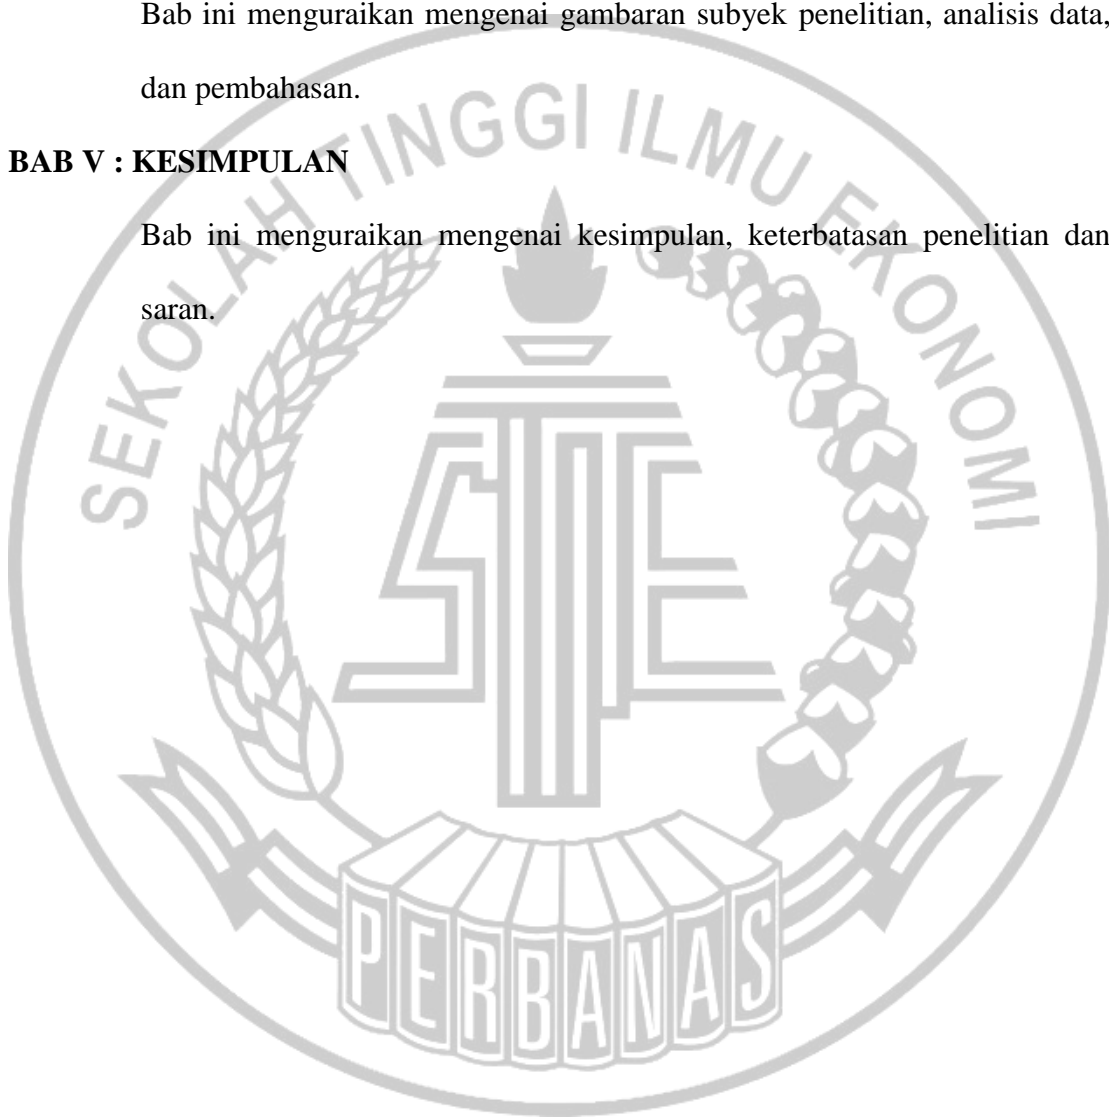 Bab ini menguraikan mengenai gambaran subyek penelitian, analisis data,
dan pembahasan.
BAB V : KESIMPULAN
Bab ini menguraikan mengenai kesimpulan, keterbatasan penelitian dan
saran.
SEKOLAH TINGGI ILMU EKONOMI
STIE
PERBANAS